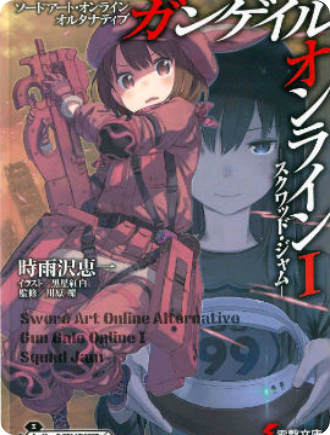 ソードアート・オンライン
オルタナティブ
ガンゲイル
オンラインI
スクワッド・ジャム
時雨沢恵一
イラスト／黒星紅白
監修／川原 礫
Sword Art Online Alternative
Gun Gale Online I
Squad Jam
99
電撃文庫